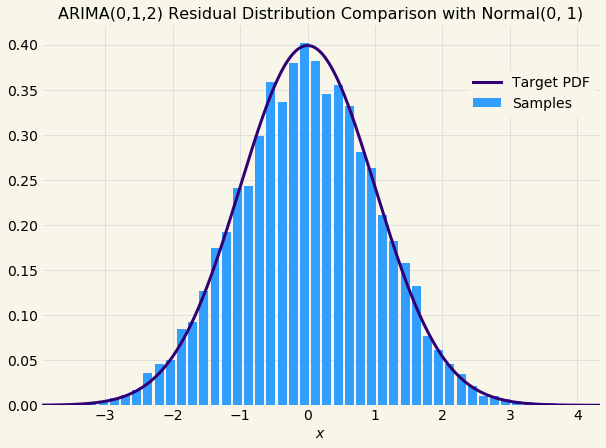 ARIMA(0,1,2) Residual Distribution Comparison with Normal(0, 1)
0.40
0.35
0.30
0.25
0.20
0.15
0.10
0.05
0.00
Target PDF
Samples
−3 −2 −1 0 1 2 3 4
x